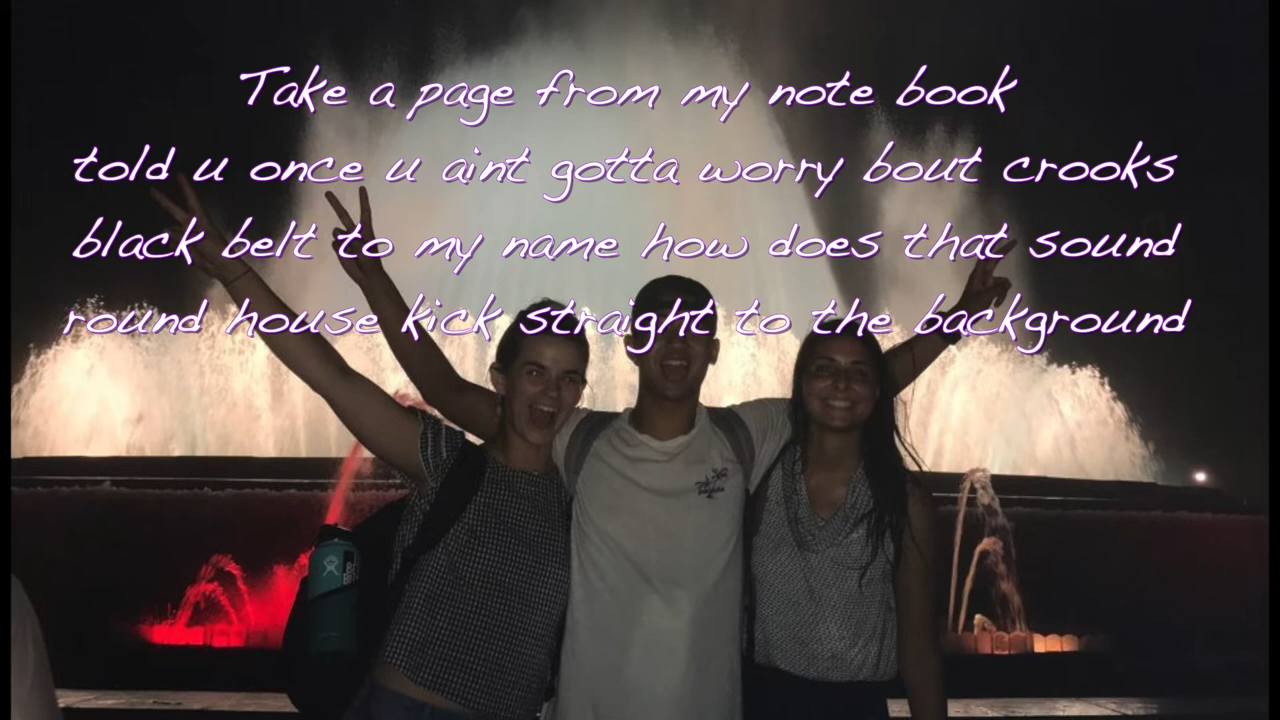 Take a page from my note book
told u once u aint gotta worry bout crooks
black belt to my name how does that sound
round house kick straight to the background